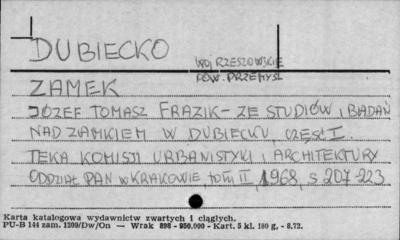 DUBIECKO
WOJ RZESZOWSKIE
POW. PRZEMYŚL
ZAMEK
JÓZEF TOMASZ FRAZIK - ZE STUDIÓW I BADAŃ
NAD ZAMKIEM W DUBIECKU, CZĘŚĆ I.
TEKA KOMISJI URBANISTYKI i ARCHITEKTURY
ODDZIAŁ PAN W KRAKOWIE tom II, 1968, s 207-223
Karta katalogowa wydawnictw zwartych i ciągłych.
PU-B 144 zam. 1209/Dw/On — Wrak 898 - 950.000 - Kart. 5 kl. 180 g, - 8.72.